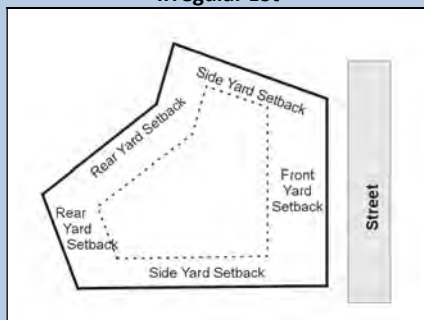 Irregular Lot
Side Yard Setback
Rear Yard Setback
Front
Yard
Setback
Street
Rear
Yard
Setback
Side Yard Setback